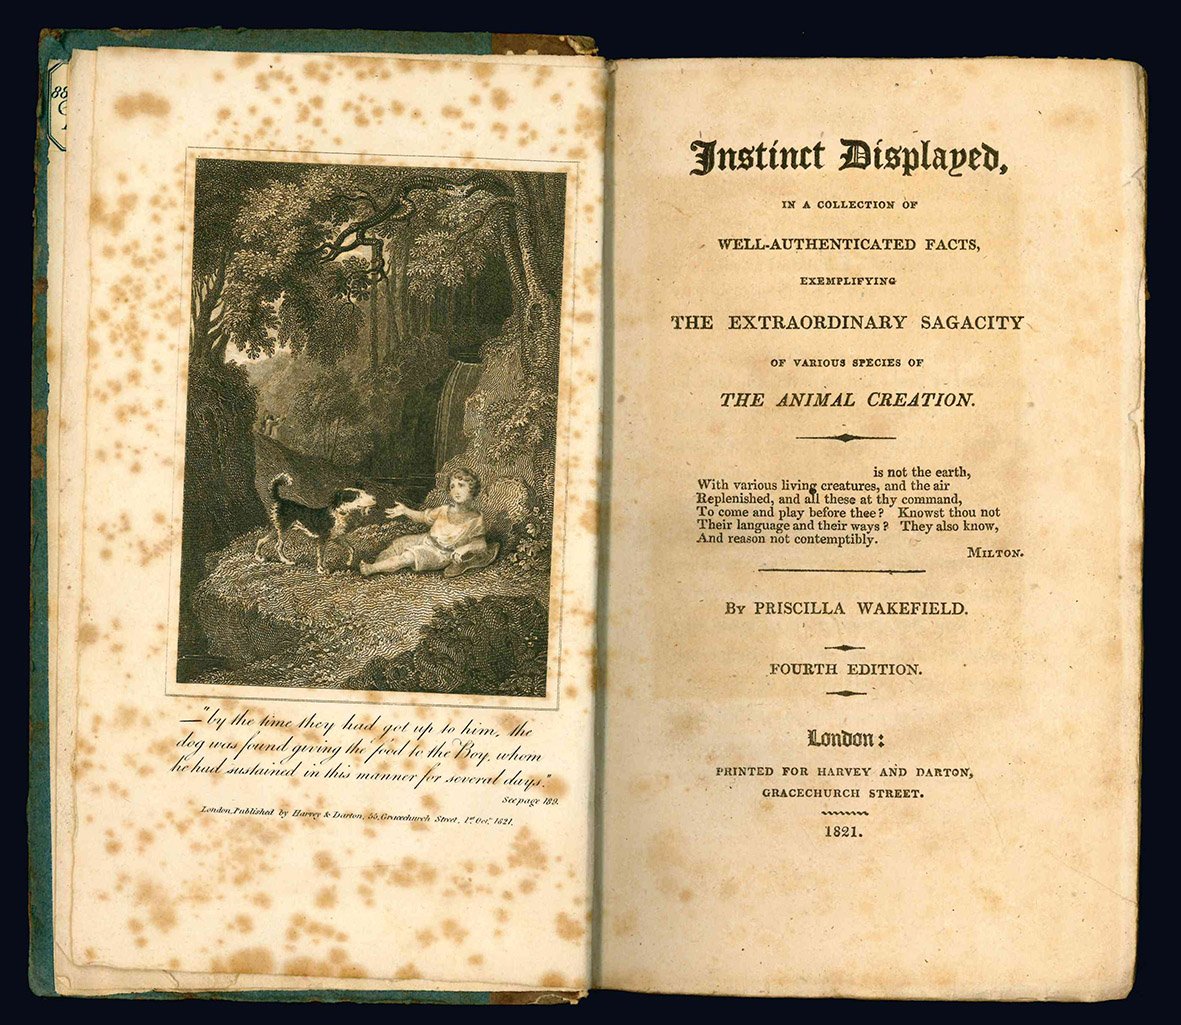 88
—"by the time they had got up to him, the
dog was found giving the food to the Boy, whom
he had sustained in this manner for several days."
See page 189.
London, Published by Harvey & Darton, 55, Gracechurch Street, 1st Oct. 1821.
Instinct Displayed,
IN A COLLECTION OF
WELL-AUTHENTICATED FACTS,
EXEMPLIFYING
THE EXTRAORDINARY SAGACITY
OF VARIOUS SPECIES OF
THE ANIMAL CREATION.
is not the earth,
With various living creatures, and the air
Replenished, and all these at thy command,
To come and play before thee? Knowst thou not
Their language and their ways? They also know,
And reason not contemptibly.
MILTON.
By PRISCILLA WAKEFIELD.
FOURTH EDITION.
London:
PRINTED FOR HARVEY AND DARTON,
GRACECHURCH STREET.
1821.